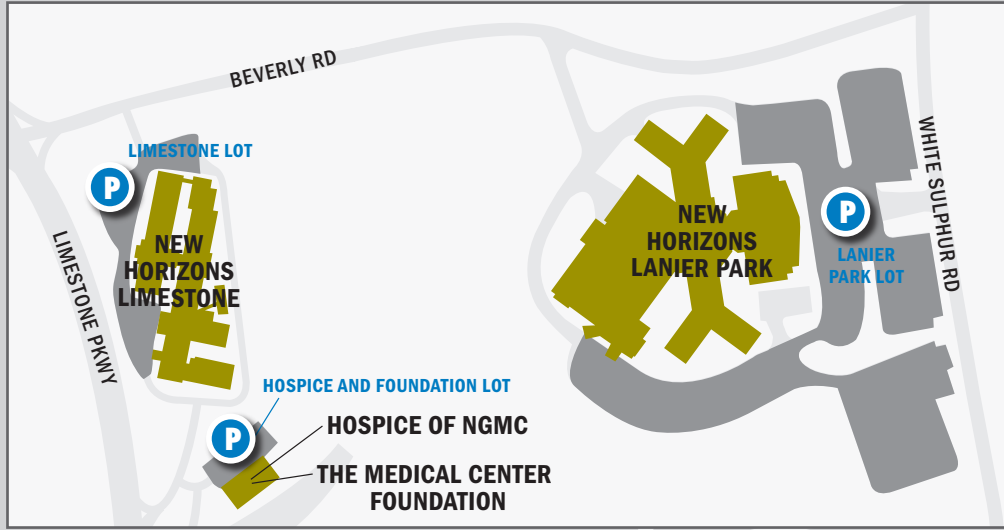 BEVERLY RD
LIMESTONE LOT
P
NEW
HORIZONS
LIMESTONE
LIMESTONE PKWY
NEW
HORIZONS
LANIER PARK
P
LANIER
PARK LOT
WHITE SULPHUR RD
HOSPICE AND FOUNDATION LOT
P
HOSPICE OF NGMC
THE MEDICAL CENTER
FOUNDATION